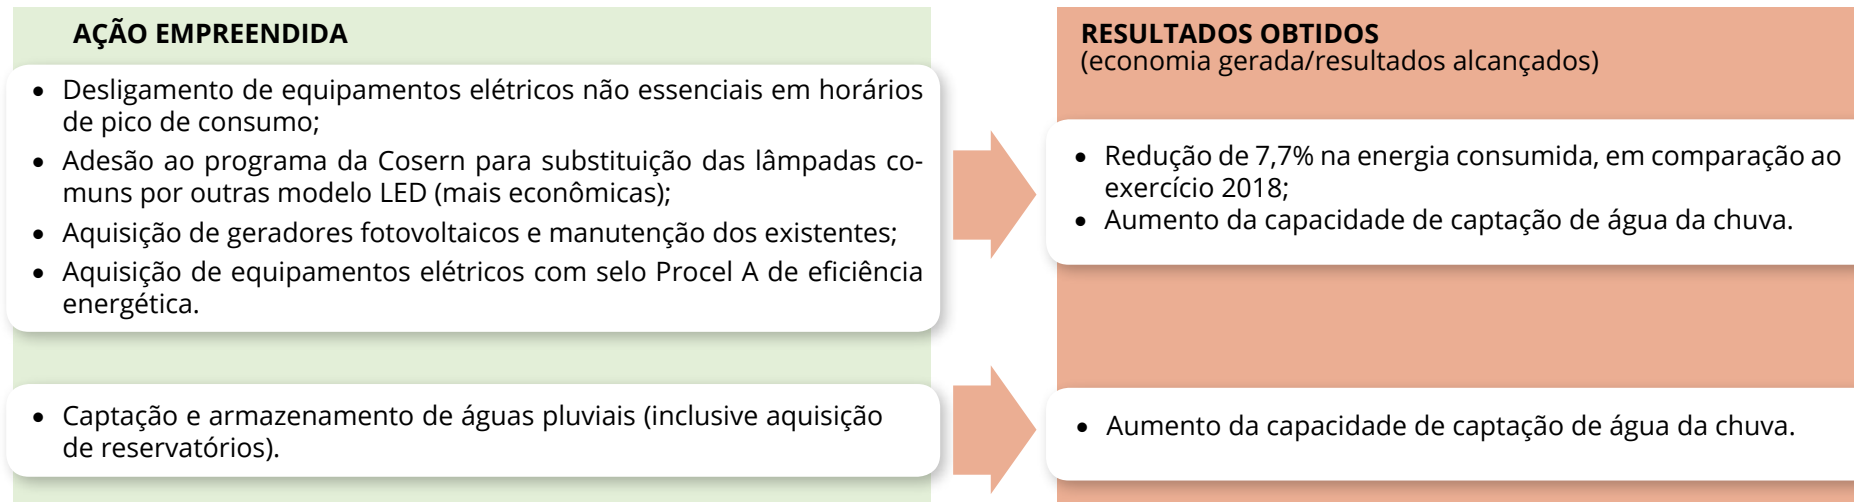 AÇÃO EMPREENDIDA
• Desligamento de equipamentos elétricos não essenciais em horários
de pico de consumo;
• Adesão ao programa da Cosern para substituição das lâmpadas co-
muns por outras modelo LED (mais econômicas);
• Aquisição de geradores fotovoltaicos e manutenção dos existentes;
• Aquisição de equipamentos elétricos com selo Procel A de eficiência
energética.
RESULTADOS OBTIDOS
(economia gerada/resultados alcançados)
• Redução de 7,7% na energia consumida, em comparação ao
exercício 2018;
• Aumento da capacidade de captação de água da chuva.
• Captação e armazenamento de águas pluviais (inclusive aquisição
de reservatórios).
• Aumento da capacidade de captação de água da chuva.